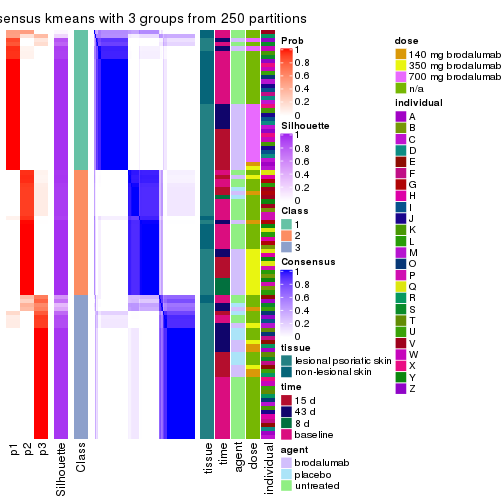 sensus kmeans with 3 groups from 250 partitions
p1
p2
p3
Silhouette
Class
tissue
time
agent
dose
individual
Prob
1
0.8
0.6
0.4
0.2
0
Silhouette
1
0.8
0.6
0.4
0.2
0
Class
1
2
3
Consensus
1
0.8
0.6
0.4
0.2
0
tissue
lesional psoriatic skin
non-lesional skin
time
15 d
43 d
8 d
baseline
agent
brodalumab
placebo
untreated
dose
140 mg brodalumab
350 mg brodalumab
700 mg brodalumab
n/a
individual
A
B
C
D
E
F
G
H
I
J
K
L
M
O
P
Q
R
S
T
U
V
W
X
Y
Z